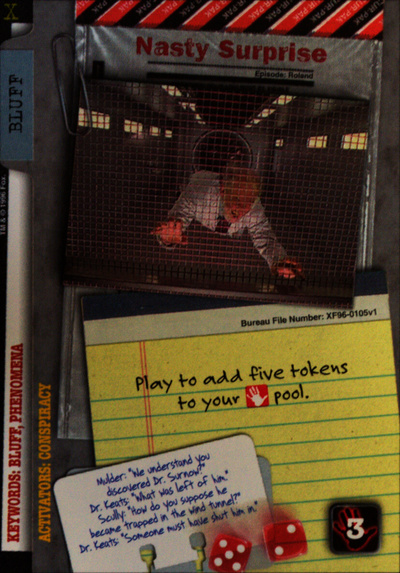 X
BLUFF
TM & © 1996 Fox.
KEYWORDS: BLUFF, PHENOMENA
ACTIVATORS: CONSPIRACY
Nasty Surprise
Episode: Roland
Bureau File Number: XF96-0105v1
Play to add five tokens
to your pool.
Mulder: "We understand you
discovered Dr. Surnow?"
Dr. Keats: "What was left of him."
Scully: "How do you suppose he
became trapped in the wind tunnel?"
Dr. Keats: "Someone must have shut him in."
3